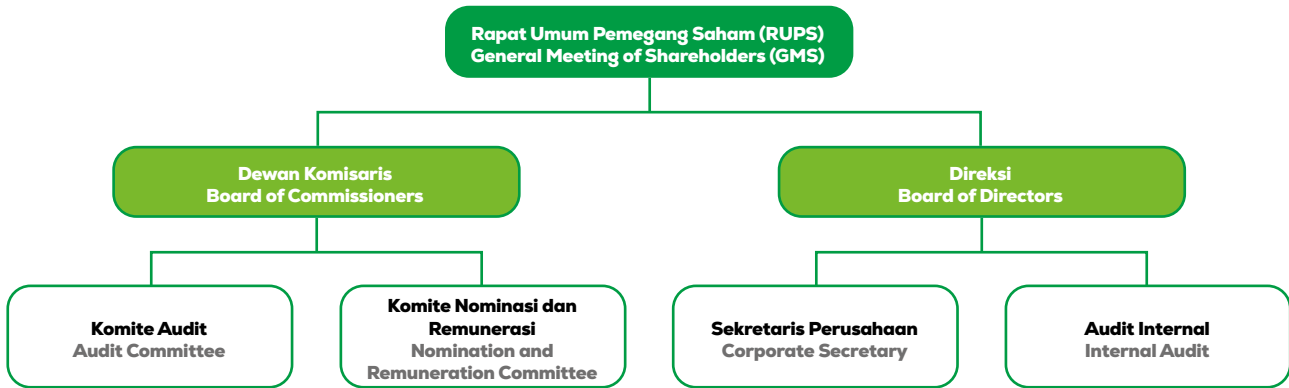 Rapat Umum Pemegang Saham (RUPS)
General Meeting of Shareholders (GMS)
Dewan Komisaris
Board of Commissioners
Direksi
Board of Directors
Komite Audit
Audit Committee
Komite Nominasi dan
Remunerasi
Nomination and
Remuneration Committee
Sekretaris Perusahaan
Corporate Secretary
Audit Internal
Internal Audit